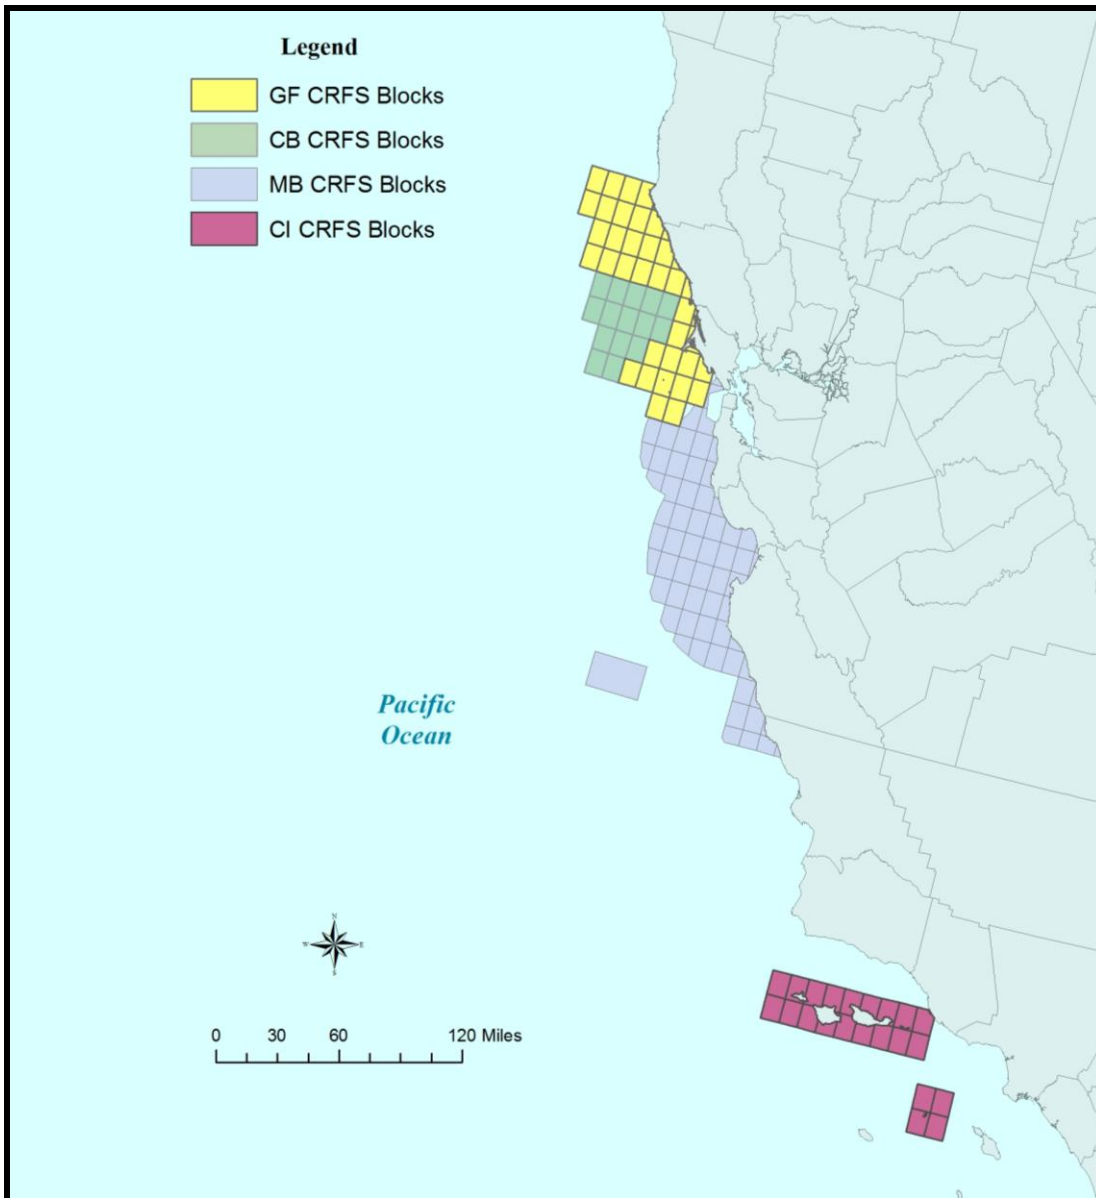 Legend
GF CRFS Blocks
CB CRFS Blocks
MB CRFS Blocks
CI CRFS Blocks
Pacific
Ocean
N
W E
S
0 30 60 120 Miles